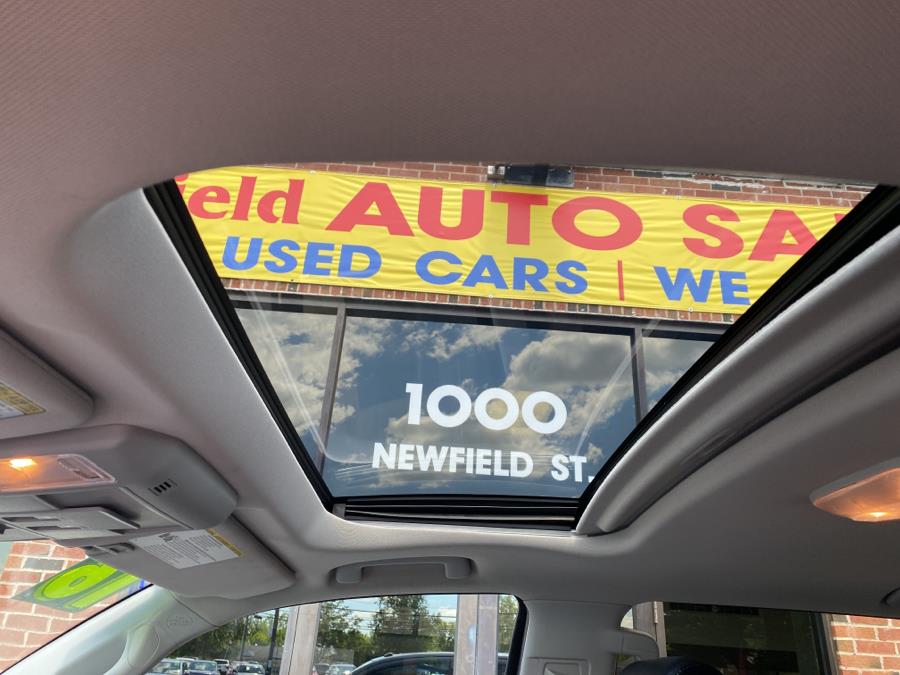 ield AUTO SA
USED CARS | WE
1000
NEWFIELD ST.